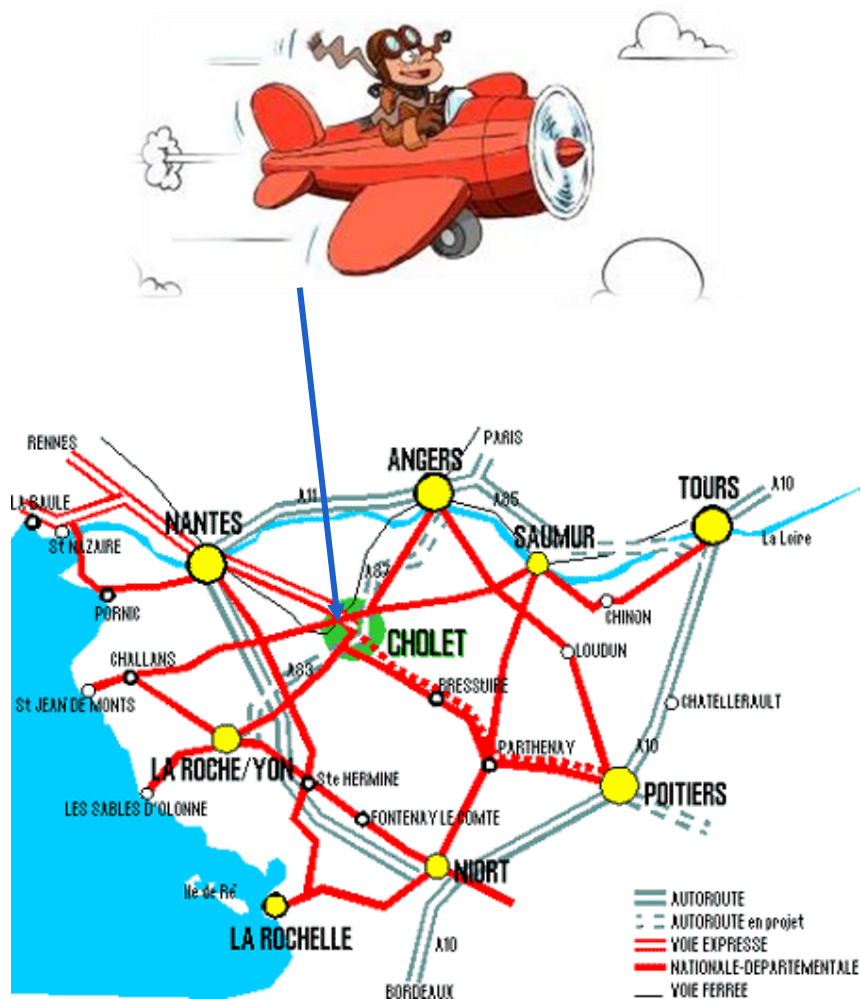 PARIS
RENNES
ANGERS
A10
TOURS
LA BAULE
A11
A85
NANTES
St NAZAIRE
SAUMUR
La Loire
A87
PORNIC
CHINON
CHOLET
LOUDUN
CHALLANS
A83
BRESSUIRE
St JEAN DE MONTS
CHATELLERAULT
PARTHENAY
A10
LA ROCHE/YON
Ste HERMINE
POITIERS
LES SABLES D'OLONNE
FONTENAY LE COMTE
NIORT
Ile de Ré
LA ROCHELLE
A10
BORDEAUX
AUTOROUTE
AUTOROUTE en projet
VOIE EXPRESSE
NATIONALE-DEPARTEMENTALE
VOIE FERREE